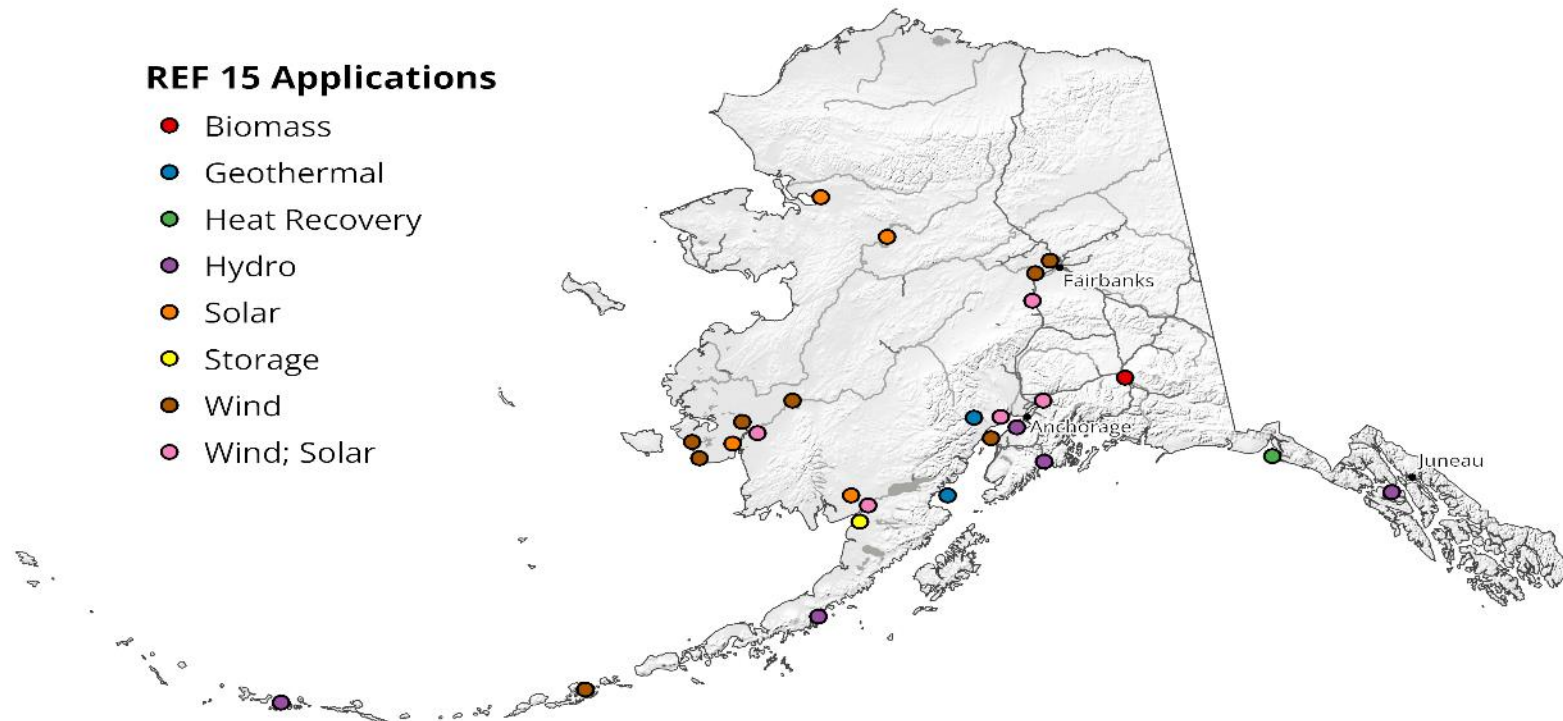 REF 15 Applications
Biomass
Geothermal
Heat Recovery
Hydro
Solar
Storage
Wind
Wind; Solar
Fairbanks
Anchorage
Juneau